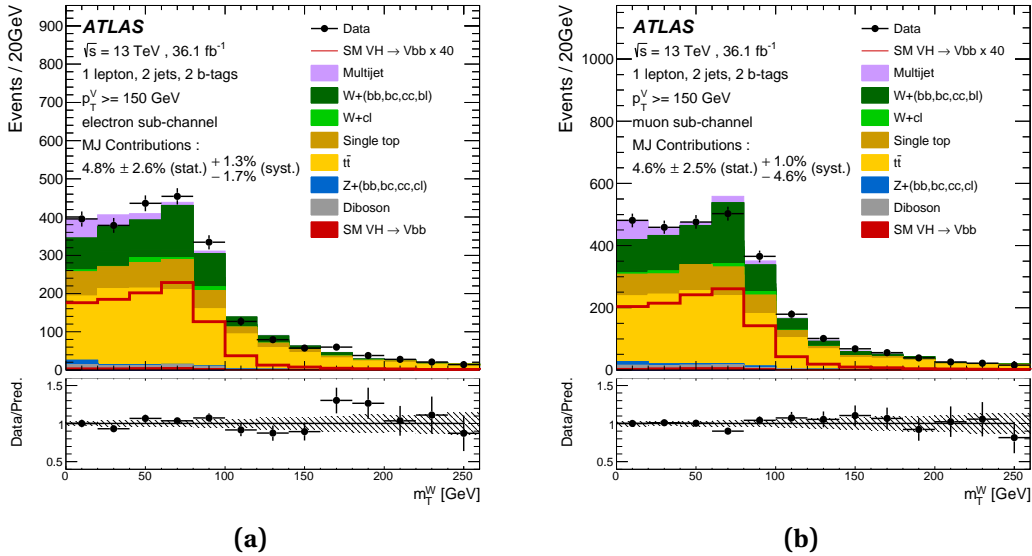 Events / 20GeV
900
800
700
600
500
400
300
200
100
0
ATLAS
√s = 13 TeV , 36.1 fb⁻¹
1 lepton, 2 jets, 2 b-tags
p_T^V >= 150 GeV
electron sub-channel
MJ Contributions :
4.8% ± 2.6% (stat.) + 1.3% − 1.7% (syst.)
Data
SM VH → Vbb x 40
Multijet
W+(bb,bc,cc,bl)
W+cl
Single top
tt̄
Z+(bb,bc,cc,cl)
Diboson
SM VH → Vbb
Data/Pred.
1.5
1
0.5
0 50 100 150 200 250
m_T^W [GeV]
(a)
Events / 20GeV
1000
800
600
400
200
0
ATLAS
√s = 13 TeV , 36.1 fb⁻¹
1 lepton, 2 jets, 2 b-tags
p_T^V >= 150 GeV
muon sub-channel
MJ Contributions :
4.6% ± 2.5% (stat.) + 1.0% − 4.6% (syst.)
Data
SM VH → Vbb x 40
Multijet
W+(bb,bc,cc,bl)
W+cl
Single top
tt̄
Z+(bb,bc,cc,cl)
Diboson
SM VH → Vbb
Data/Pred.
1.5
1
0.5
0 50 100 150 200 250
m_T^W [GeV]
(b)